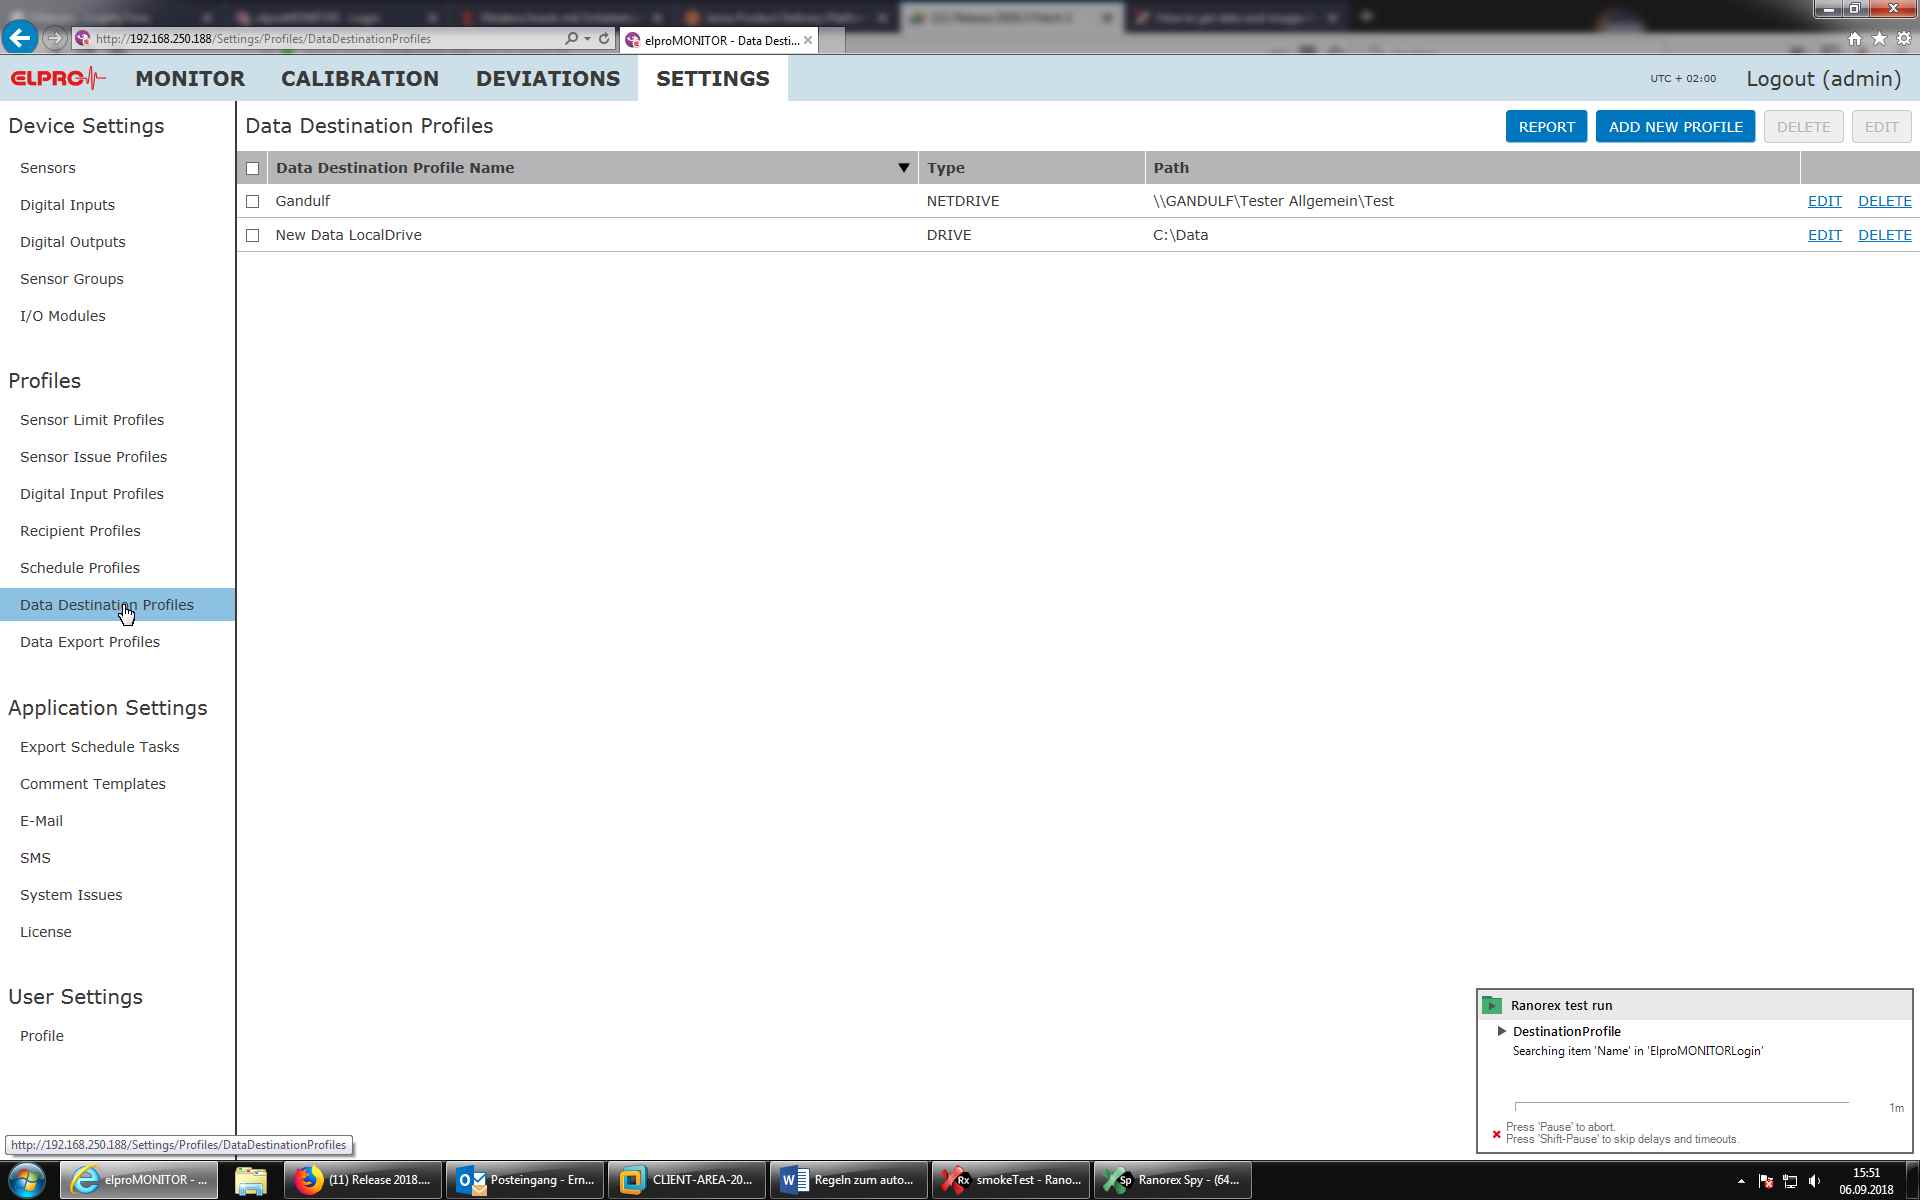 http://192.168.250.188/Settings/Profiles/DataDestinationProfiles
elproMONITOR - Data Desti...
ELPRO
MONITOR
CALIBRATION
DEVIATIONS
SETTINGS
UTC + 02:00
Logout (admin)
Device Settings
Sensors
Digital Inputs
Digital Outputs
Sensor Groups
I/O Modules
Profiles
Sensor Limit Profiles
Sensor Issue Profiles
Digital Input Profiles
Recipient Profiles
Schedule Profiles
Data Destination Profiles
Data Export Profiles
Application Settings
Export Schedule Tasks
Comment Templates
E-Mail
SMS
System Issues
License
User Settings
Profile
Data Destination Profiles
REPORT
ADD NEW PROFILE
DELETE
EDIT
Data Destination Profile Name Type Path
Gandulf NETDRIVE \\GANDULF\Tester Allgemein\Test EDIT DELETE
New Data LocalDrive DRIVE C:\Data EDIT DELETE
Ranorex test run
DestinationProfile
Searching item 'Name' in 'ElproMONITORLogin'
1m
Press 'Pause' to abort.
Press 'Shift-Pause' to skip delays and timeouts.
http://192.168.250.188/Settings/Profiles/DataDestinationProfiles
elproMONITOR - ...
(11) Release 2018....
Posteingang - Ern...
CLIENT-AREA-20...
Regeln zum auto...
Rx
smokeTest - Rano...
Sp
Ranorex Spy - (64...
15:51
06.09.2018